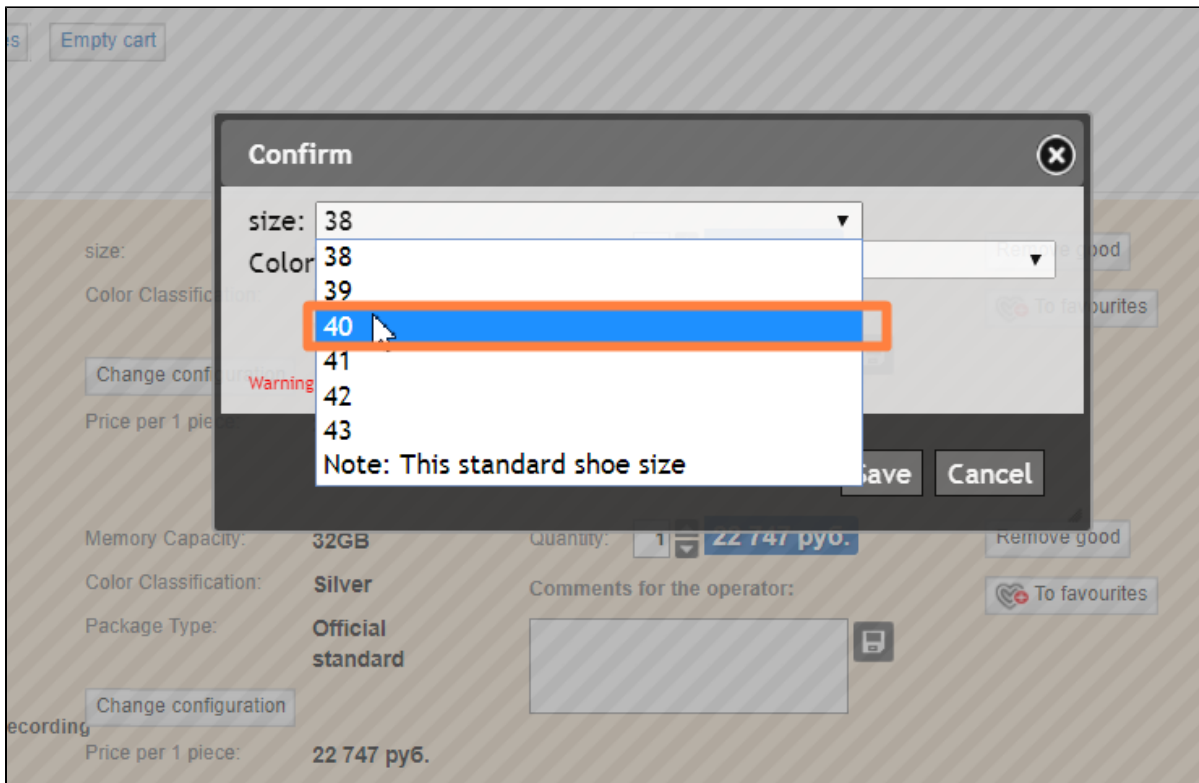 es Empty cart
Confirm
size: 38
size: 38 Remove good
Color
39
Color Classific To favourites
40
41
Change configuration
Warning
42
Price per 1 piece
43
Note: This standard shoe size
Save Cancel
Memory Capacity: 32GB Quantity: 1 22 747 руб. Remove good
Color Classification: Silver Comments for the operator: To favourites
Package Type: Official
standard
Change configuration
ecording
Price per 1 piece: 22 747 руб.